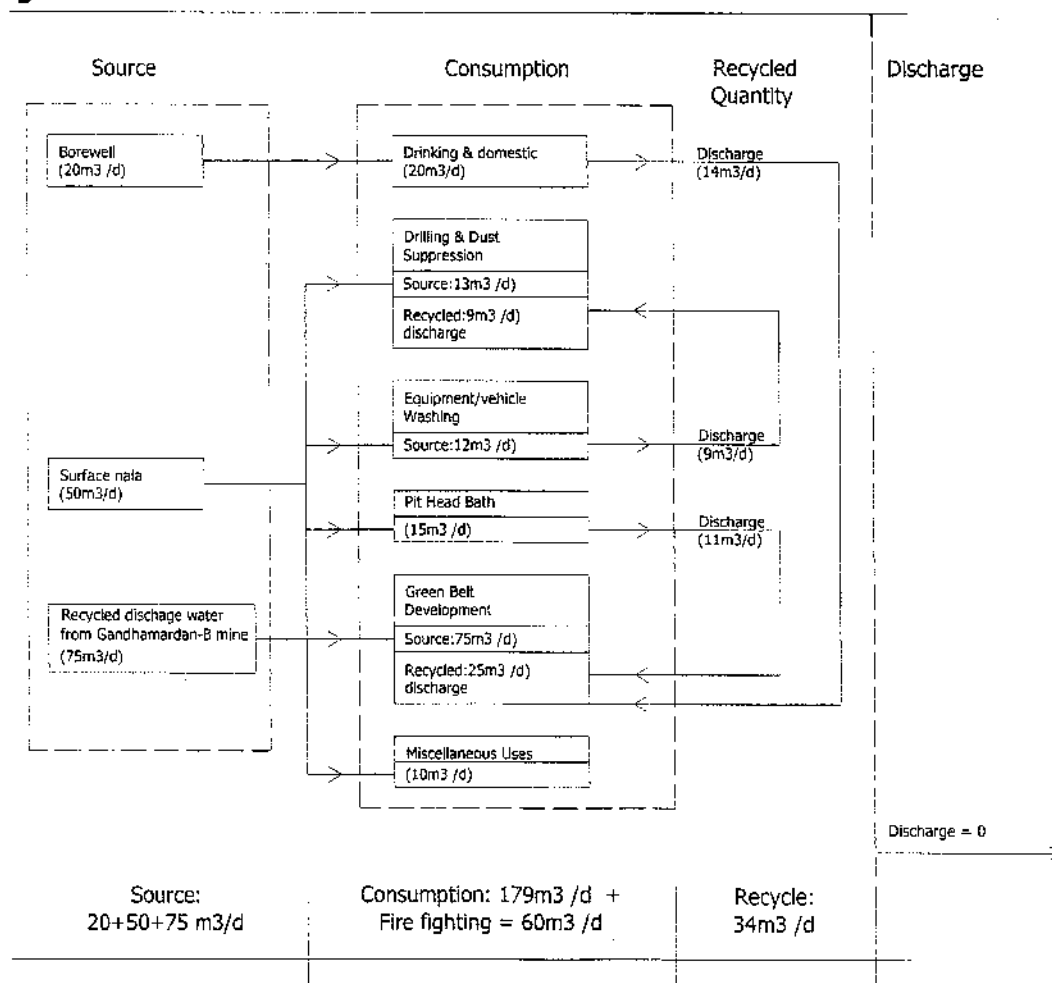 Source
Consumption
Recycled
Quantity
Discharge
Borewell
(20m3 /d)
Drinking & domestic
(20m3/d)
Discharge
(14m3/d)
Drilling & Dust
Suppression
Source:13m3 /d)
Recycled:9m3 /d)
discharge
Equipment/vehicle
Washing
Source:12m3 /d)
Discharge
(9m3/d)
Surface nala
(50m3/d)
Pit Head Bath
(15m3 /d)
Discharge
(11m3/d)
Green Belt
Development
Source:75m3 /d)
Recycled:25m3 /d)
discharge
Recycled dischage water
from Gandhamardan-B mine
(75m3/d)
Miscellaneous Uses
(10m3 /d)
Discharge = 0
Source:
20+50+75 m3/d
Consumption: 179m3 /d +
Fire fighting = 60m3 /d
Recycle:
34m3 /d